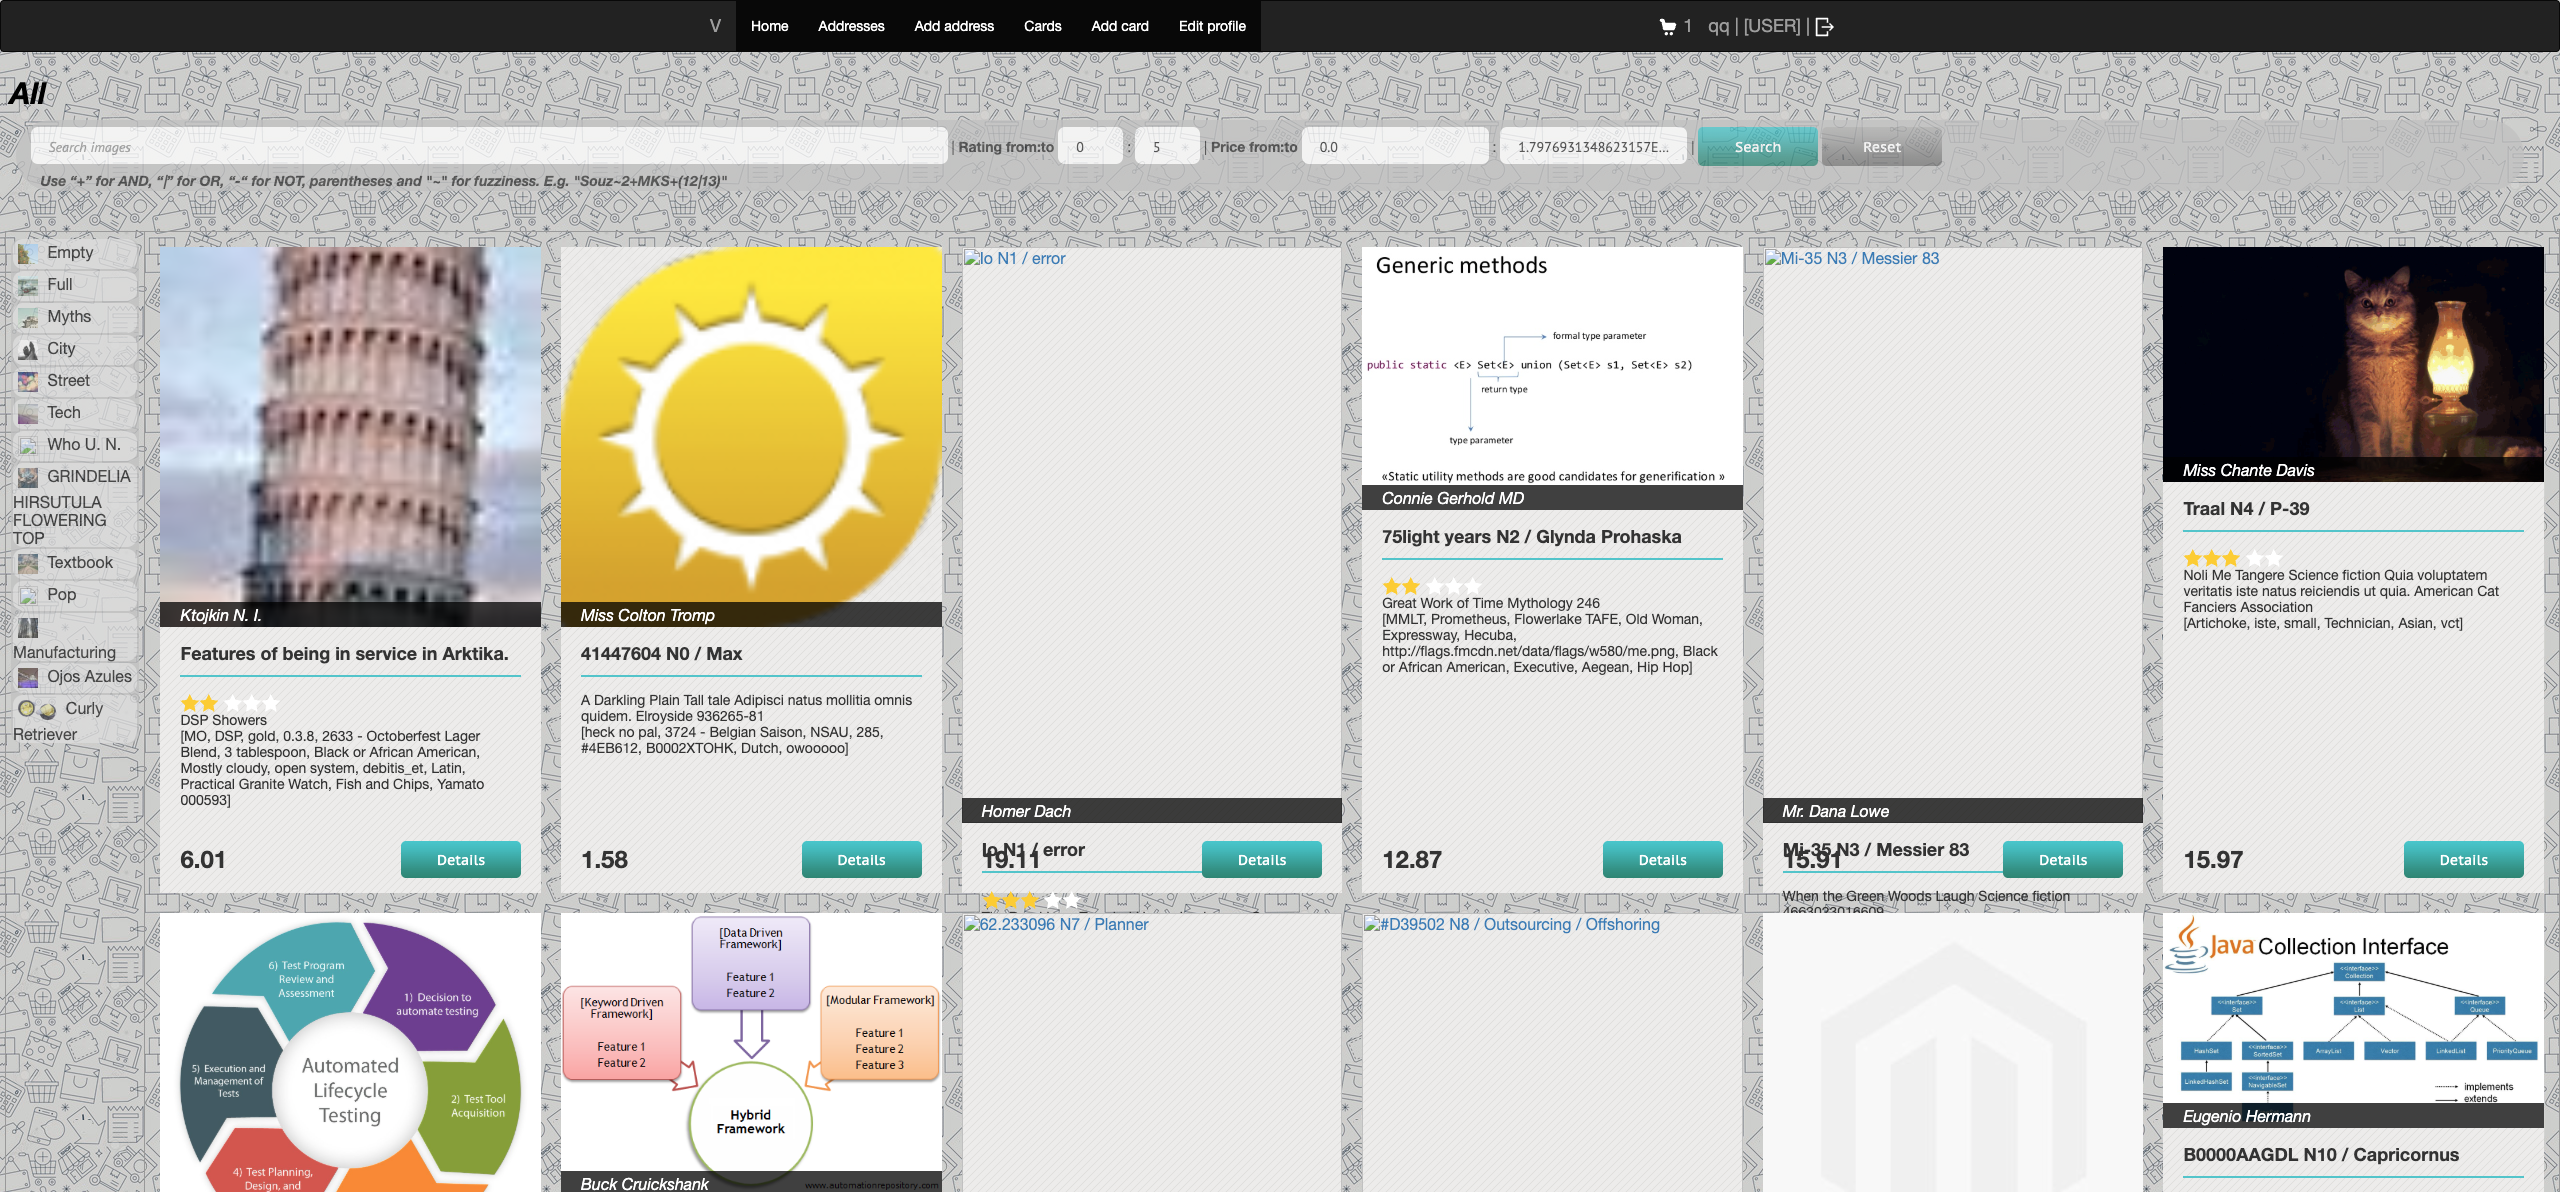 V Home Addresses Add address Cards Add card Edit profile 1 qq | [USER] |
All
Search images | Rating from:to 0 : 5 | Price from:to 0.0 : 1.7976931348623157E... | Search Reset
Use “+” for AND, “|” for OR, “-“ for NOT, parentheses and "~" for fuzziness. E.g. "Souz~2+MKS+(12|13)"
Empty
Full
Myths
City
Street
Tech
Who U. N.
GRINDELIA
HIRSUTULA
FLOWERING
TOP
Textbook
Pop
Manufacturing
Ojos Azules
Curly
Retriever
Ktojkin N. I.
Features of being in service in Arktika.
DSP Showers
[MO, DSP, gold, 0.3.8, 2633 - Octoberfest Lager
Blend, 3 tablespoon, Black or African American,
Mostly cloudy, open system, debitis_et, Latin,
Practical Granite Watch, Fish and Chips, Yamato
000593]
6.01 Details
Miss Colton Tromp
41447604 N0 / Max
A Darkling Plain Tall tale Adipisci natus mollitia omnis
quidem. Elroyside 936265-81
[heck no pal, 3724 - Belgian Saison, NSAU, 285,
#4EB612, B0002XTOHK, Dutch, owooooo]
1.58 Details
Io N1 / error
Homer Dach
Io N1 / error
19.11 Details
Generic methods
formal type parameter
public static <E> Set<E> union (Set<E> s1, Set<E> s2)
return type
type parameter
«Static utility methods are good candidates for generification »
Connie Gerhold MD
75light years N2 / Glynda Prohaska
Great Work of Time Mythology 246
[MMLT, Prometheus, Flowerlake TAFE, Old Woman,
Expressway, Hecuba,
http://flags.fmcdn.net/data/flags/w580/me.png, Black
or African American, Executive, Aegean, Hip Hop]
12.87 Details
Mi-35 N3 / Messier 83
Mr. Dana Lowe
Mi-35 N3 / Messier 83
15.91 Details
When the Green Woods Laugh Science fiction
Miss Chante Davis
Traal N4 / P-39
Noli Me Tangere Science fiction Quia voluptatem
veritatis iste natus reiciendis ut quia. American Cat
Fanciers Association
[Artichoke, iste, small, Technician, Asian, vct]
15.97 Details
6) Test Program
Review and
Assessment
1) Decision to
automate testing
5) Execution and
Management of
Tests
Automated
Lifecycle
Testing
2) Test Tool
Acquisition
4) Test Planning,
Design, and
[Data Driven
Framework]
Feature 1
Feature 2
[Keyword Driven
Framework]
Feature 1
Feature 2
[Modular Framework]
Feature 1
Feature 2
Feature 3
Hybrid
Framework
www.automationrepository.com
Buck Cruickshank
62.233096 N7 / Planner
#D39502 N8 / Outsourcing / Offshoring
Java Collection Interface
<<interface>>
Collection
<<interface>>
Set
<<interface>>
List
<<interface>>
Queue
HashSet
<<interface>>
SortedSet
ArrayList
Vector
LinkedList
PriorityQueue
LinkedHashSet
<<interface>>
NavigableSet
implements
extends
Eugenio Hermann
B0000AAGDL N10 / Capricornus